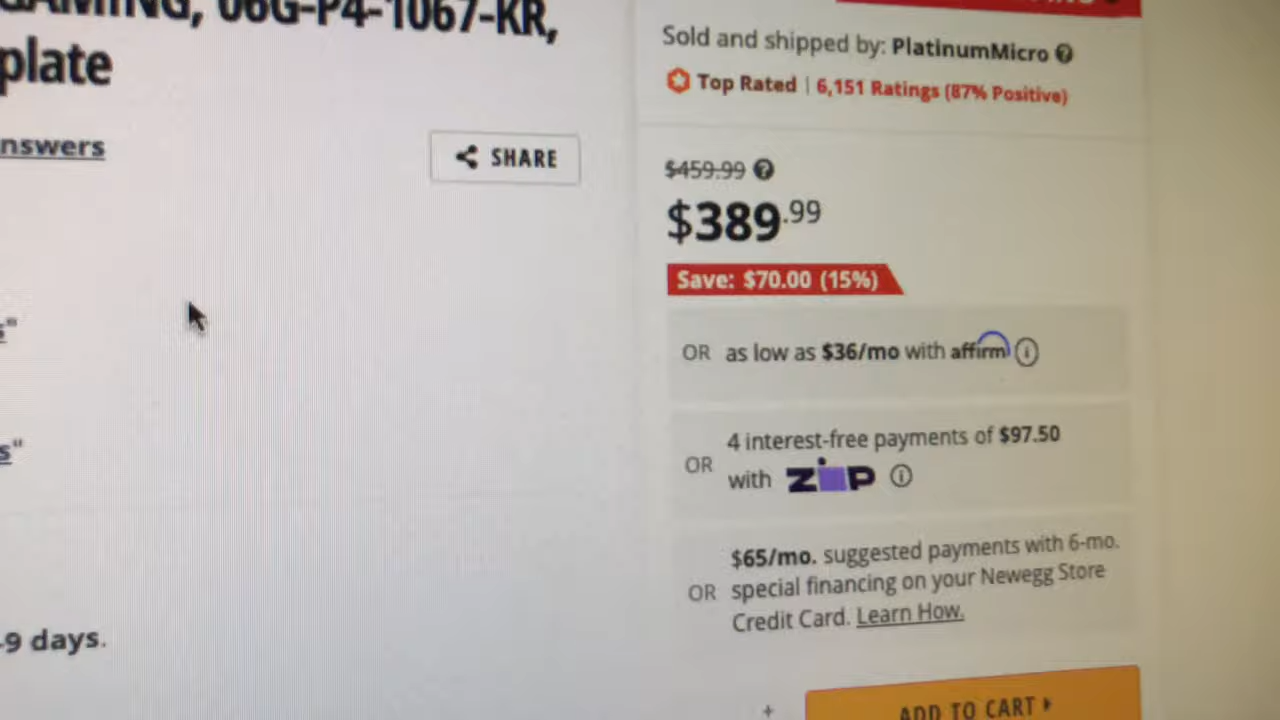 GAMING, 06G-P4-1067-KR,
plate
nswers
SHARE
9 days.
Sold and shipped by: PlatinumMicro
Top Rated | 6,151 Ratings (87% Positive)
$459.99
$389.99
Save: $70.00 (15%)
OR as low as $36/mo with affirm
4 interest-free payments of $97.50
OR
with ZIP
$65/mo. suggested payments with 6-mo.
OR special financing on your Newegg Store
Credit Card. Learn How.
+ ADD TO CART